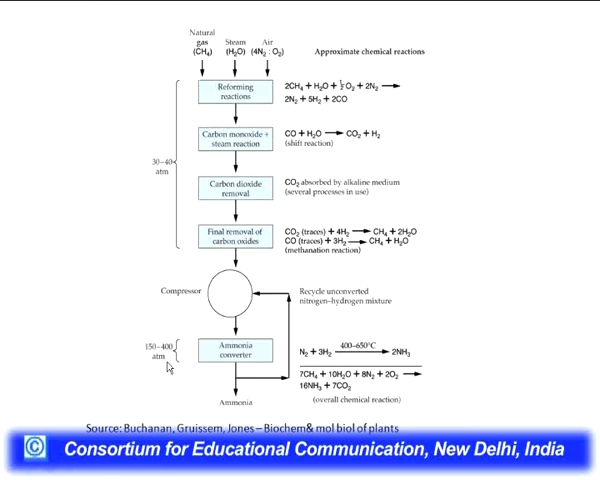 Natural
gas
(CH₄)
Steam
(H₂O)
Air
(4N₂ : O₂)
Approximate chemical reactions
Reforming
reactions
2CH₄ + H₂O + ½O₂ + 2N₂ ⟶
2N₂ + 5H₂ + 2CO
Carbon monoxide +
steam reaction
CO + H₂O ⟶ CO₂ + H₂
(shift reaction)
30–40
atm
Carbon dioxide
removal
CO₂ absorbed by alkaline medium
(several processes in use)
Final removal of
carbon oxides
CO₂ (traces) + 4H₂ ⟶ CH₄ + 2H₂O
CO (traces) + 3H₂ ⟶ CH₄ + H₂O
(methanation reaction)
Compressor
Recycle unconverted
nitrogen–hydrogen mixture
150–400
atm
Ammonia
converter
400–650°C
N₂ + 3H₂ ⟶ 2NH₃
7CH₄ + 10H₂O + 8N₂ + 2O₂ ⟶
16NH₃ + 7CO₂
(overall chemical reaction)
Ammonia
Source: Buchanan, Gruissem, Jones – Biochem& mol biol of plants
© Consortium for Educational Communication, New Delhi, India